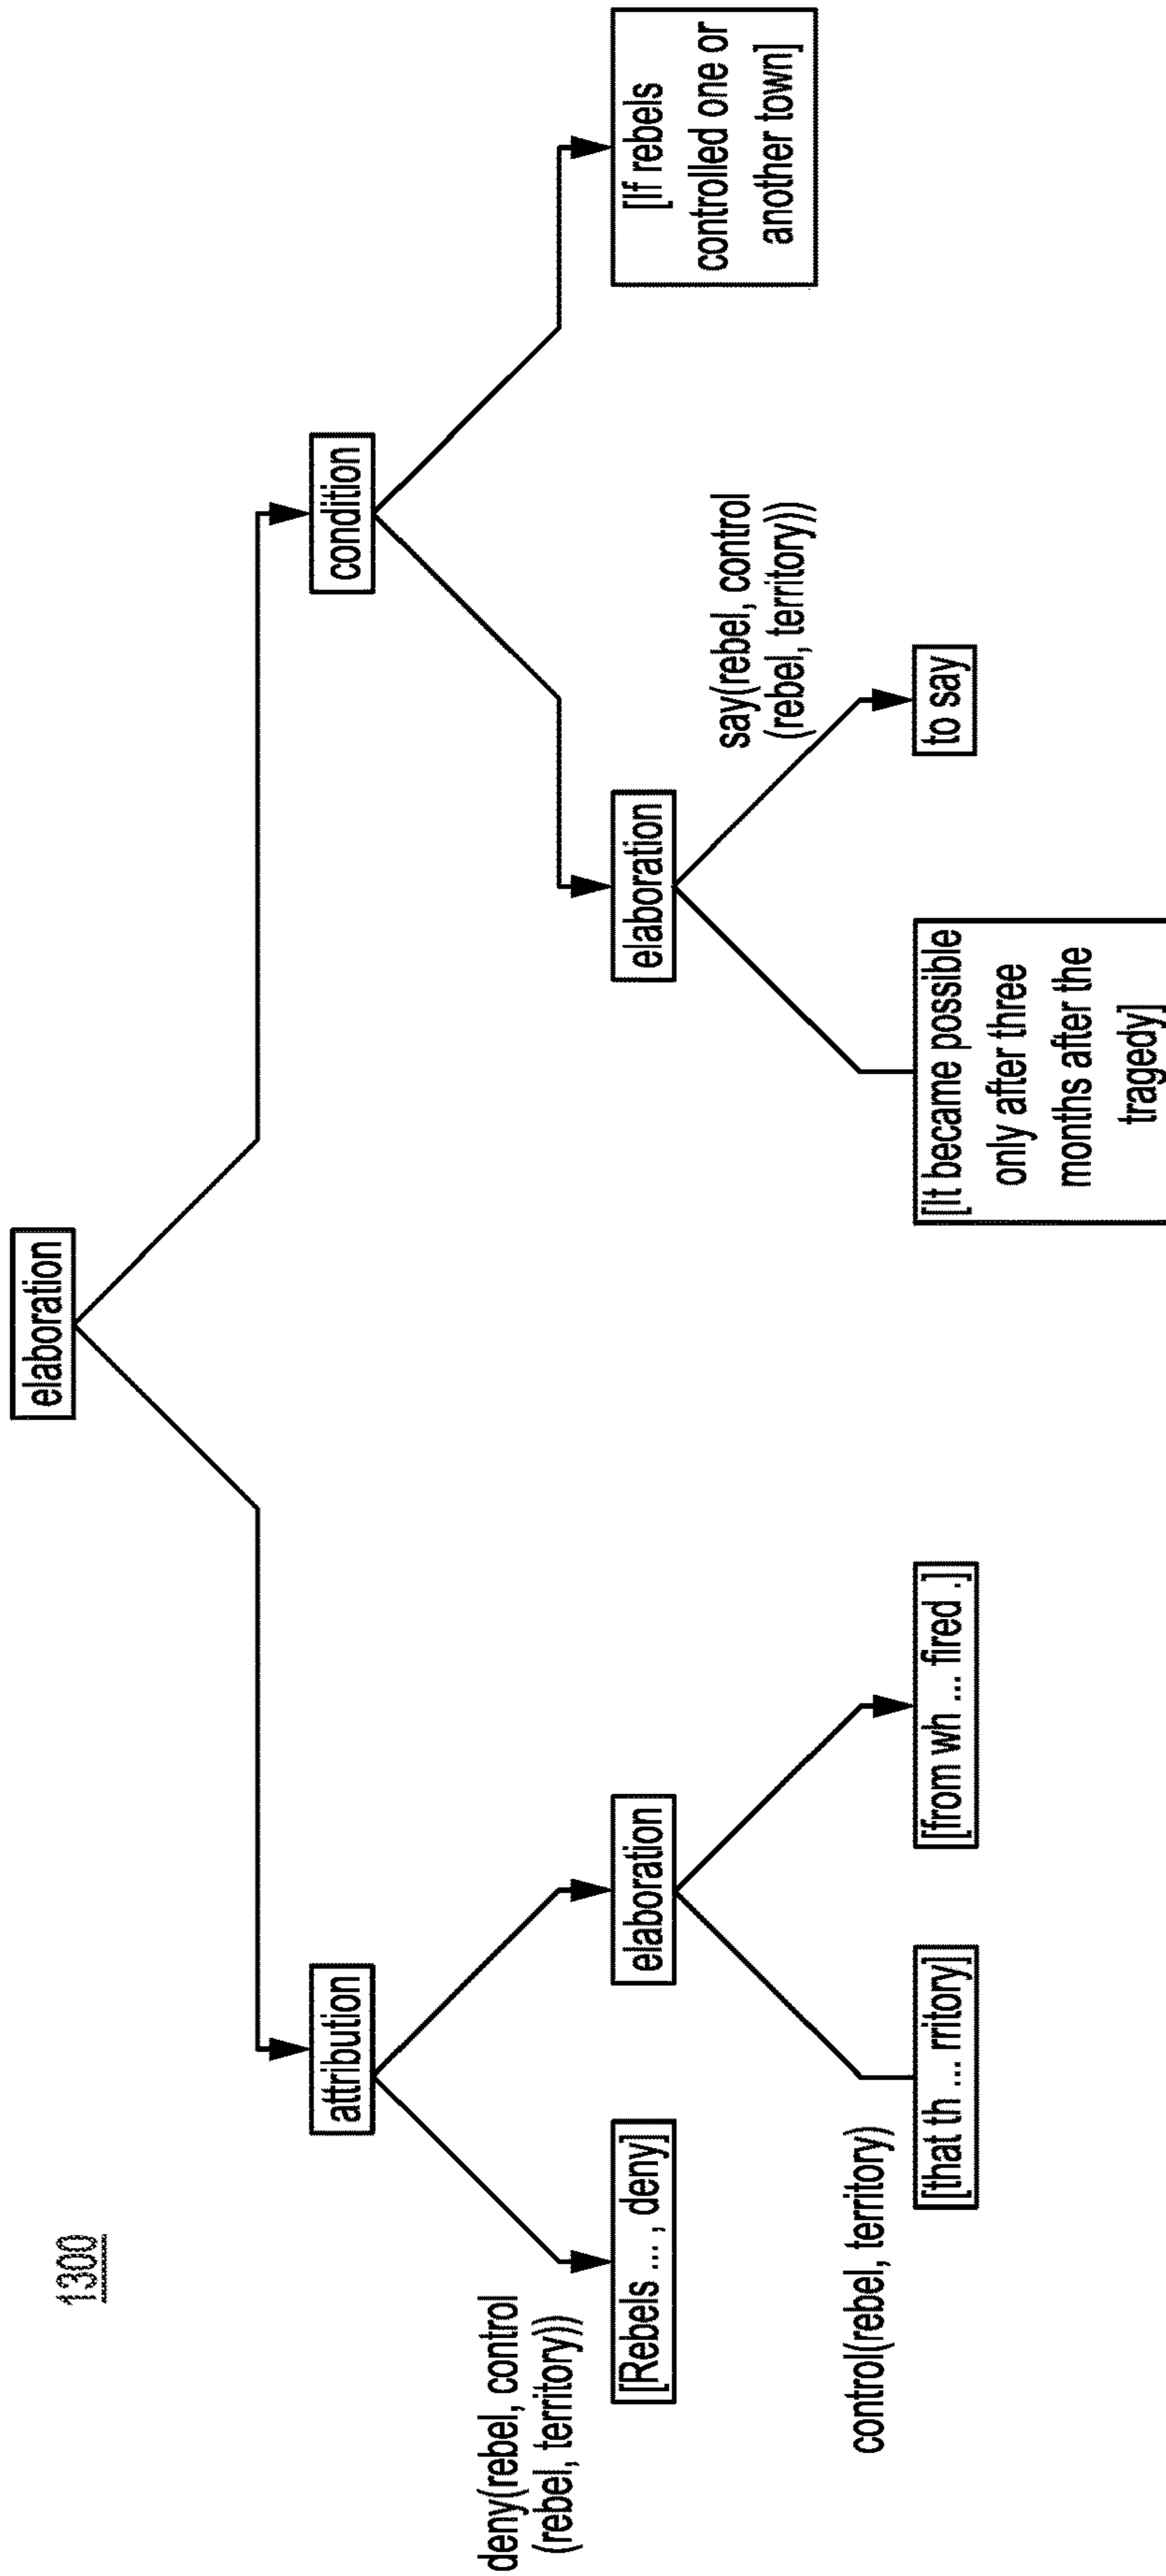 1300
elaboration
attribution
condition
deny(rebel, control
(rebel, territory))
[Rebels ... , deny]
elaboration
elaboration
[If rebels
controlled one or
another town]
control(rebel, territory)
say(rebel, control
(rebel, territory))
[that th ... rritory]
[from wh ... fired .]
[It became possible
only after three
months after the
tragedy]
to say